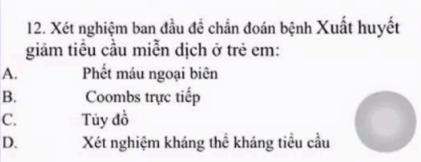 12. Xét nghiệm ban đầu để chẩn đoán bệnh Xuất huyết
giảm tiểu cầu miễn dịch ở trẻ em:
A. Phết máu ngoại biên
B. Coombs trực tiếp
C. Tủy đồ
D. Xét nghiệm kháng thể kháng tiểu cầu